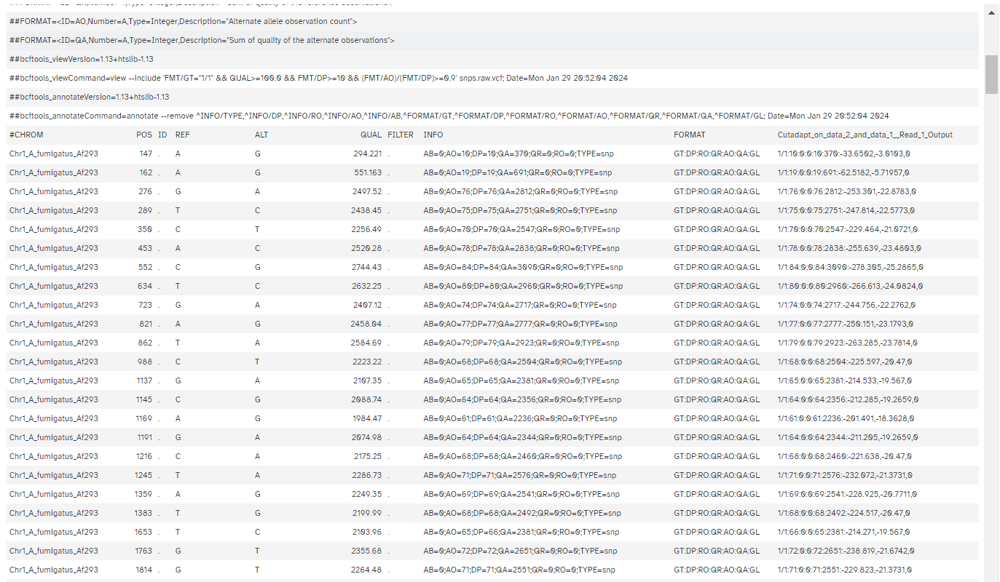 ##FORMAT=<ID=AO,Number=A,Type=Integer,Description="Alternate allele observation count">
##FORMAT=<ID=QA,Number=A,Type=Integer,Description="Sum of quality of the alternate observations">
##bcftools_viewVersion=1.13+htslib-1.13
##bcftools_viewCommand=view --include 'FMT/GT="1/1" && QUAL>=100.0 && FMT/DP>=10 && (FMT/AO)/(FMT/DP)>=0.9' snps.raw.vcf; Date=Mon Jan 29 20:52:04 2024
##bcftools_annotateVersion=1.13+htslib-1.13
##bcftools_annotateCommand=annotate --remove ^INFO/TYPE,^INFO/DP,^INFO/RO,^INFO/AO,^INFO/AB,^FORMAT/GT,^FORMAT/DP,^FORMAT/RO,^FORMAT/AO,^FORMAT/QR,^FORMAT/QA,^FORMAT/GL; Date=Mon Jan 29 20:52:04 2024
#CHROM POS ID REF ALT QUAL FILTER INFO FORMAT Cutadapt_on_data_2_and_data_1__Read_1_Output
Chr1_A_fumigatus_Af293 147 . A G 294.221 . AB=0;AO=10;DP=10;QA=370;QR=0;RO=0;TYPE=snp GT:DP:RO:QR:AO:QA:GL 1/1:10:0:0:10:370:-33.6502,-3.0103,0
Chr1_A_fumigatus_Af293 162 . A G 551.163 . AB=0;AO=19;DP=19;QA=691;QR=0;RO=0;TYPE=snp GT:DP:RO:QR:AO:QA:GL 1/1:19:0:0:19:691:-62.5182,-5.71957,0
Chr1_A_fumigatus_Af293 276 . G A 2497.52 . AB=0;AO=76;DP=76;QA=2812;QR=0;RO=0;TYPE=snp GT:DP:RO:QR:AO:QA:GL 1/1:76:0:0:76:2812:-253.301,-22.8783,0
Chr1_A_fumigatus_Af293 289 . T C 2438.45 . AB=0;AO=75;DP=75;QA=2751;QR=0;RO=0;TYPE=snp GT:DP:RO:QR:AO:QA:GL 1/1:75:0:0:75:2751:-247.814,-22.5773,0
Chr1_A_fumigatus_Af293 350 . C T 2256.49 . AB=0;AO=70;DP=70;QA=2547;QR=0;RO=0;TYPE=snp GT:DP:RO:QR:AO:QA:GL 1/1:70:0:0:70:2547:-229.464,-21.0721,0
Chr1_A_fumigatus_Af293 453 . A C 2520.28 . AB=0;AO=78;DP=78;QA=2838;QR=0;RO=0;TYPE=snp GT:DP:RO:QR:AO:QA:GL 1/1:78:0:0:78:2838:-255.639,-23.4803,0
Chr1_A_fumigatus_Af293 552 . C G 2744.43 . AB=0;AO=84;DP=84;QA=3090;QR=0;RO=0;TYPE=snp GT:DP:RO:QR:AO:QA:GL 1/1:84:0:0:84:3090:-278.305,-25.2865,0
Chr1_A_fumigatus_Af293 634 . T C 2632.25 . AB=0;AO=80;DP=80;QA=2960;QR=0;RO=0;TYPE=snp GT:DP:RO:QR:AO:QA:GL 1/1:80:0:0:80:2960:-266.613,-24.0824,0
Chr1_A_fumigatus_Af293 723 . G A 2407.12 . AB=0;AO=74;DP=74;QA=2717;QR=0;RO=0;TYPE=snp GT:DP:RO:QR:AO:QA:GL 1/1:74:0:0:74:2717:-244.756,-22.2762,0
Chr1_A_fumigatus_Af293 821 . A G 2458.04 . AB=0;AO=77;DP=77;QA=2777;QR=0;RO=0;TYPE=snp GT:DP:RO:QR:AO:QA:GL 1/1:77:0:0:77:2777:-250.151,-23.1793,0
Chr1_A_fumigatus_Af293 862 . T A 2584.69 . AB=0;AO=79;DP=79;QA=2923;QR=0;RO=0;TYPE=snp GT:DP:RO:QR:AO:QA:GL 1/1:79:0:0:79:2923:-263.285,-23.7814,0
Chr1_A_fumigatus_Af293 988 . C T 2223.22 . AB=0;AO=68;DP=68;QA=2504;QR=0;RO=0;TYPE=snp GT:DP:RO:QR:AO:QA:GL 1/1:68:0:0:68:2504:-225.597,-20.47,0
Chr1_A_fumigatus_Af293 1137 . G A 2107.35 . AB=0;AO=65;DP=65;QA=2381;QR=0;RO=0;TYPE=snp GT:DP:RO:QR:AO:QA:GL 1/1:65:0:0:65:2381:-214.533,-19.567,0
Chr1_A_fumigatus_Af293 1145 . C G 2088.74 . AB=0;AO=64;DP=64;QA=2356;QR=0;RO=0;TYPE=snp GT:DP:RO:QR:AO:QA:GL 1/1:64:0:0:64:2356:-212.285,-19.2659,0
Chr1_A_fumigatus_Af293 1169 . A G 1984.47 . AB=0;AO=61;DP=61;QA=2236;QR=0;RO=0;TYPE=snp GT:DP:RO:QR:AO:QA:GL 1/1:61:0:0:61:2236:-201.491,-18.3628,0
Chr1_A_fumigatus_Af293 1191 . G A 2074.98 . AB=0;AO=64;DP=64;QA=2344;QR=0;RO=0;TYPE=snp GT:DP:RO:QR:AO:QA:GL 1/1:64:0:0:64:2344:-211.205,-19.2659,0
Chr1_A_fumigatus_Af293 1216 . C A 2175.25 . AB=0;AO=68;DP=68;QA=2460;QR=0;RO=0;TYPE=snp GT:DP:RO:QR:AO:QA:GL 1/1:68:0:0:68:2460:-221.638,-20.47,0
Chr1_A_fumigatus_Af293 1245 . T A 2286.73 . AB=0;AO=71;DP=71;QA=2576;QR=0;RO=0;TYPE=snp GT:DP:RO:QR:AO:QA:GL 1/1:71:0:0:71:2576:-232.072,-21.3731,0
Chr1_A_fumigatus_Af293 1359 . A G 2249.35 . AB=0;AO=69;DP=69;QA=2541;QR=0;RO=0;TYPE=snp GT:DP:RO:QR:AO:QA:GL 1/1:69:0:0:69:2541:-228.925,-20.7711,0
Chr1_A_fumigatus_Af293 1383 . T G 2199.99 . AB=0;AO=68;DP=68;QA=2492;QR=0;RO=0;TYPE=snp GT:DP:RO:QR:AO:QA:GL 1/1:68:0:0:68:2492:-224.517,-20.47,0
Chr1_A_fumigatus_Af293 1653 . T C 2103.96 . AB=0;AO=65;DP=66;QA=2381;QR=0;RO=0;TYPE=snp GT:DP:RO:QR:AO:QA:GL 1/1:66:0:0:65:2381:-214.271,-19.567,0
Chr1_A_fumigatus_Af293 1763 . G T 2355.68 . AB=0;AO=72;DP=72;QA=2651;QR=0;RO=0;TYPE=snp GT:DP:RO:QR:AO:QA:GL 1/1:72:0:0:72:2651:-238.819,-21.6742,0
Chr1_A_fumigatus_Af293 1814 . G T 2264.48 . AB=0;AO=71;DP=71;QA=2551;QR=0;RO=0;TYPE=snp GT:DP:RO:QR:AO:QA:GL 1/1:71:0:0:71:2551:-229.823,-21.3731,0